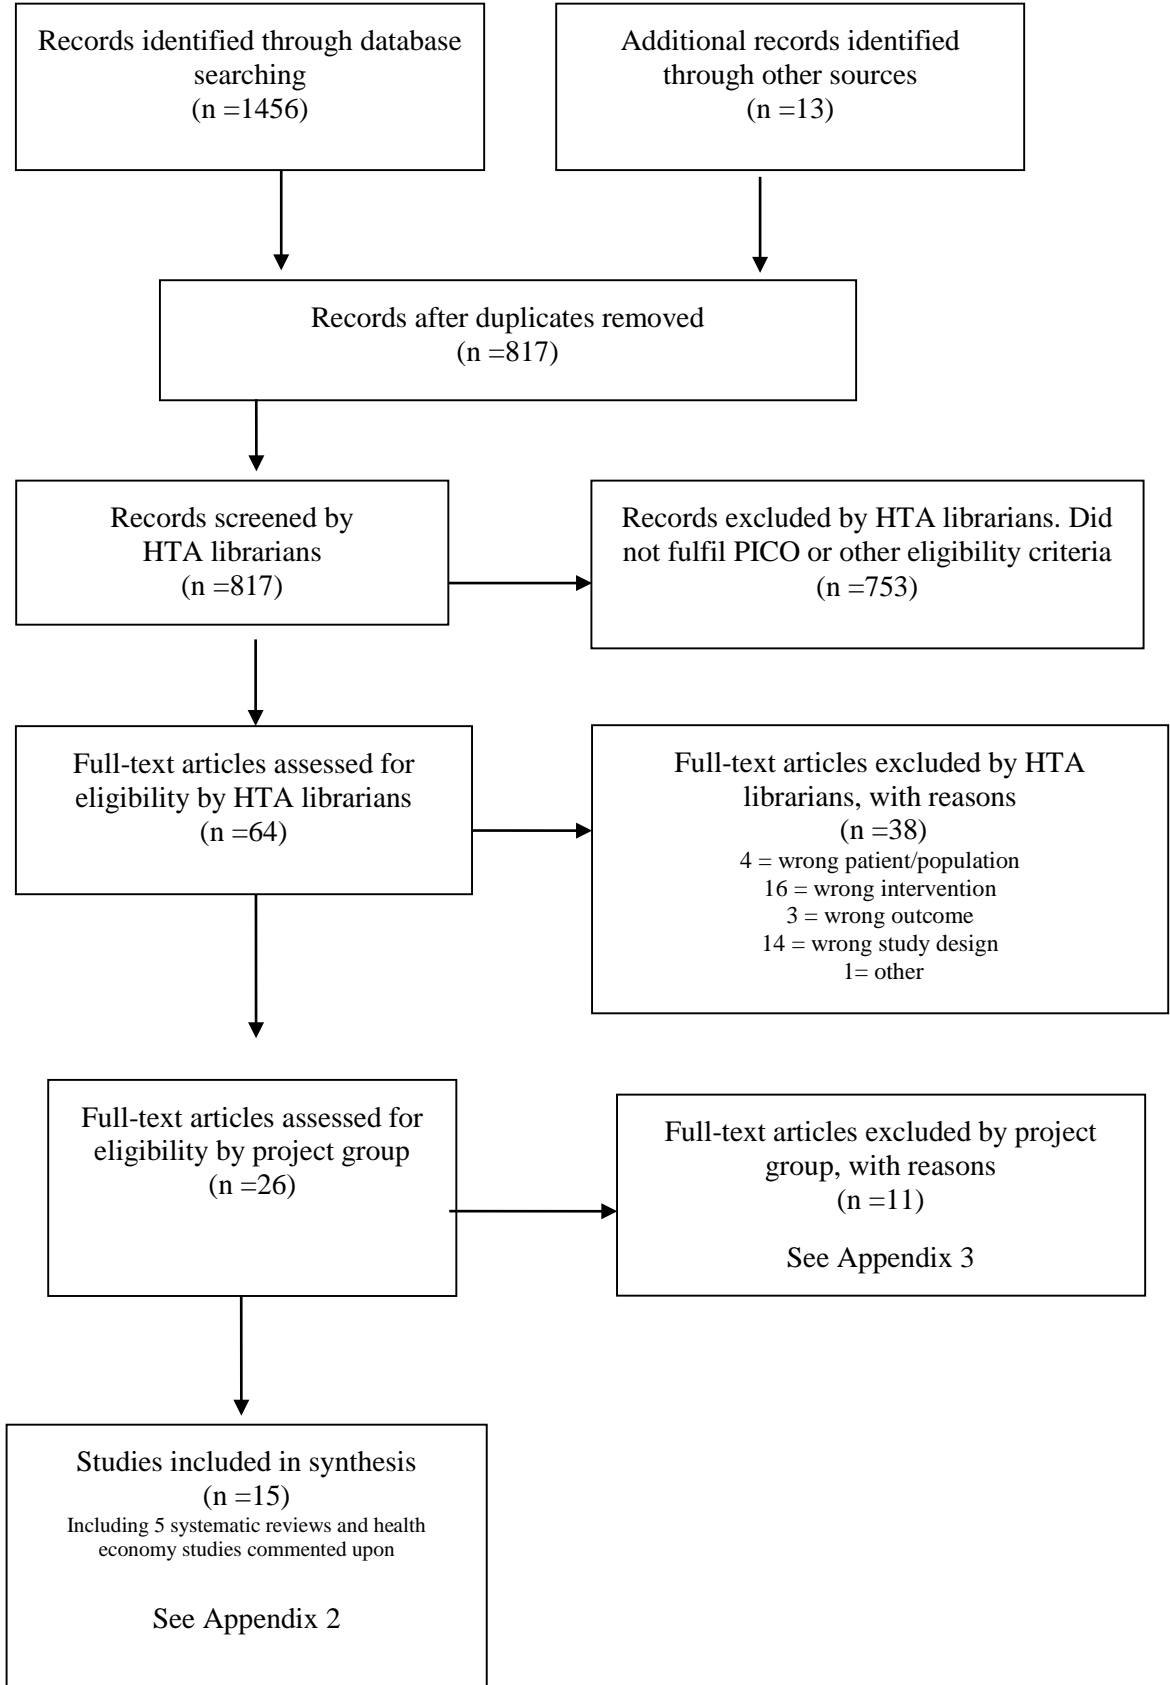 Records identified through database
searching
(n =1456)
Additional records identified
through other sources
(n =13)
Records after duplicates removed
(n =817)
Records screened by
HTA librarians
(n =817)
Records excluded by HTA librarians. Did
not fulfil PICO or other eligibility criteria
(n =753)
Full-text articles assessed for
eligibility by HTA librarians
(n =64)
Full-text articles excluded by HTA
librarians, with reasons
(n =38)
4 = wrong patient/population
16 = wrong intervention
3 = wrong outcome
14 = wrong study design
1= other
Full-text articles assessed for
eligibility by project group
(n =26)
Full-text articles excluded by project
group, with reasons
(n =11)
See Appendix 3
Studies included in synthesis
(n =15)
Including 5 systematic reviews and health
economy studies commented upon
See Appendix 2